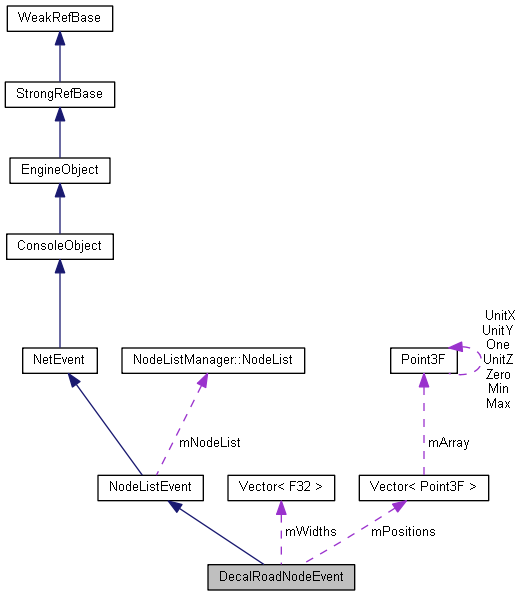 WeakRefBase
StrongRefBase
EngineObject
ConsoleObject
UnitX
UnitY
One
UnitZ
Zero
Min
Max
NetEvent
NodeListManager::NodeList
Point3F
mNodeList
mArray
NodeListEvent
Vector< F32 >
Vector< Point3F >
mWidths
mPositions
DecalRoadNodeEvent